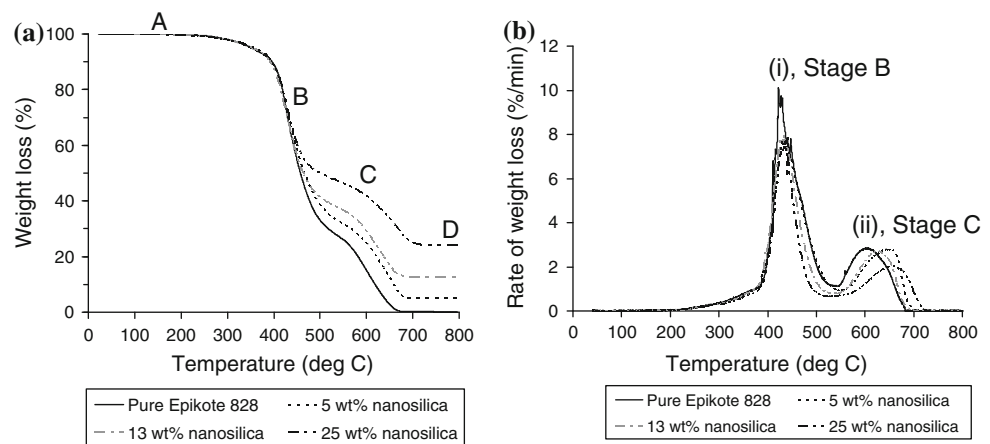 (a)
100
80
60
40
20
0
Weight loss (%)
A
B
C
D
0 100 200 300 400 500 600 700 800
Temperature (deg C)
Pure Epikote 828
5 wt% nanosilica
13 wt% nanosilica
25 wt% nanosilica
(b)
12
10
8
6
4
2
0
Rate of weight loss (%/min)
(i), Stage B
(ii), Stage C
0 100 200 300 400 500 600 700 800
Temperature (deg C)
Pure Epikote 828
5 wt% nanosilica
13 wt% nanosilica
25 wt% nanosilica